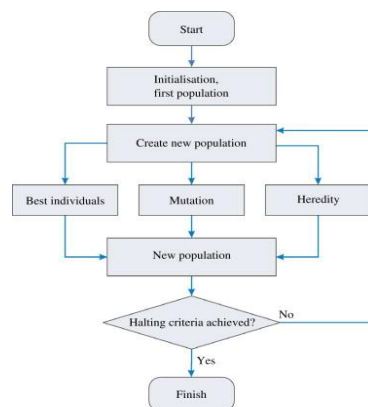 Start
Initialisation,
first population
Create new population
Best individuals
Mutation
Heredity
New population
Halting criteria achieved?
No
Yes
Finish